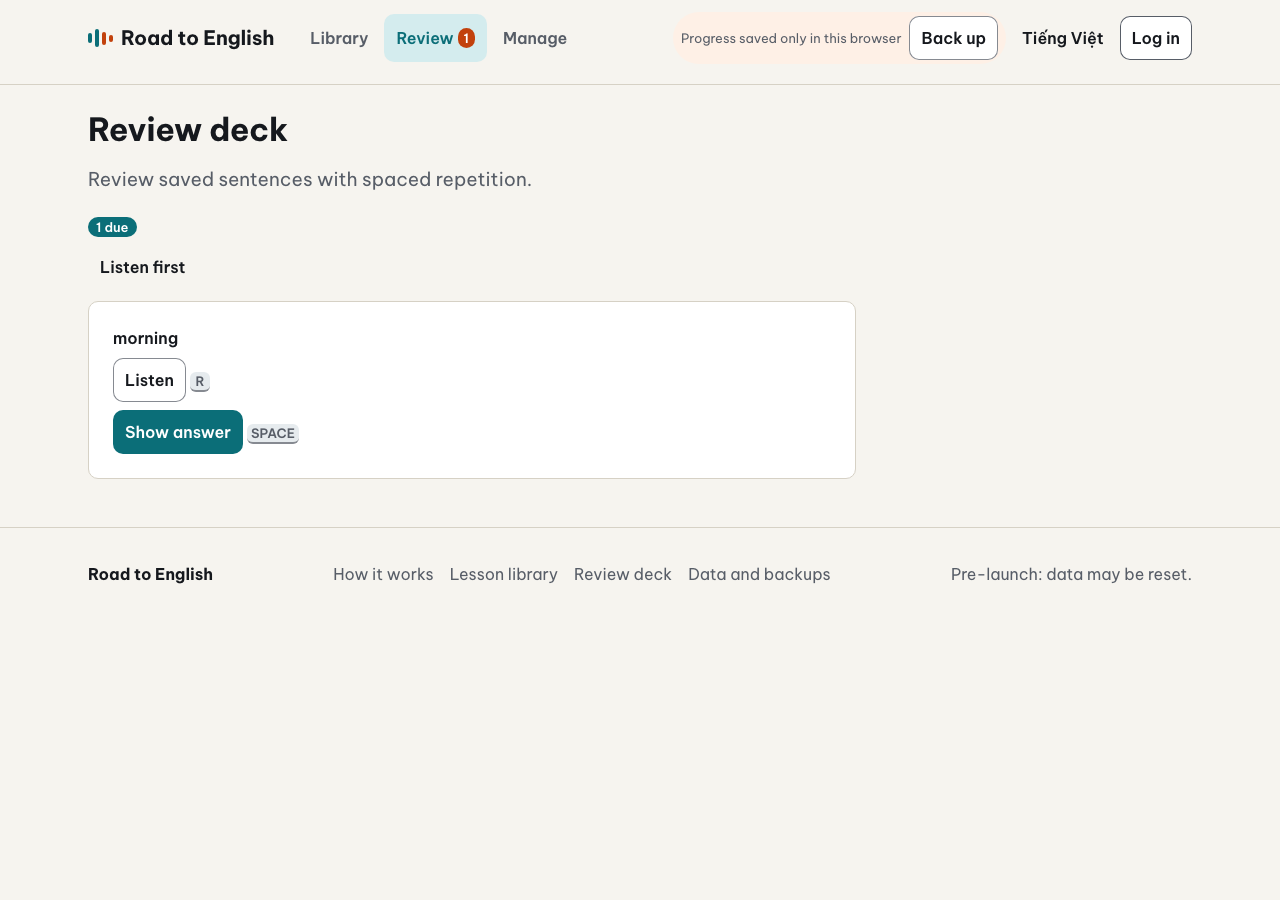 Road to English
Library
Review 1
Manage
Progress saved only in this browser
Back up
Tiếng Việt
Log in
Review deck
Review saved sentences with spaced repetition.
1 due
Listen first
morning
Listen R
Show answer SPACE
Road to English
How it works
Lesson library
Review deck
Data and backups
Pre-launch: data may be reset.